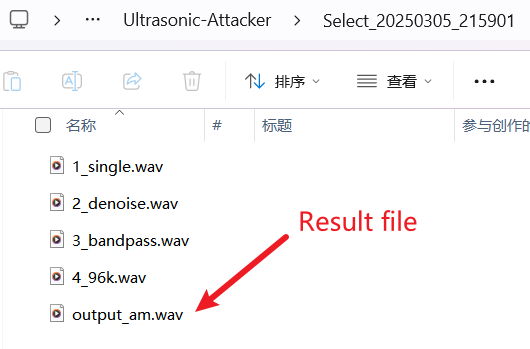 ... Ultrasonic-Attacker Select_20250305_215901
排序 查看 ...
名称 # 标题 参与创作的
1_single.wav
2_denoise.wav
3_bandpass.wav
4_96k.wav
output_am.wav
Result file